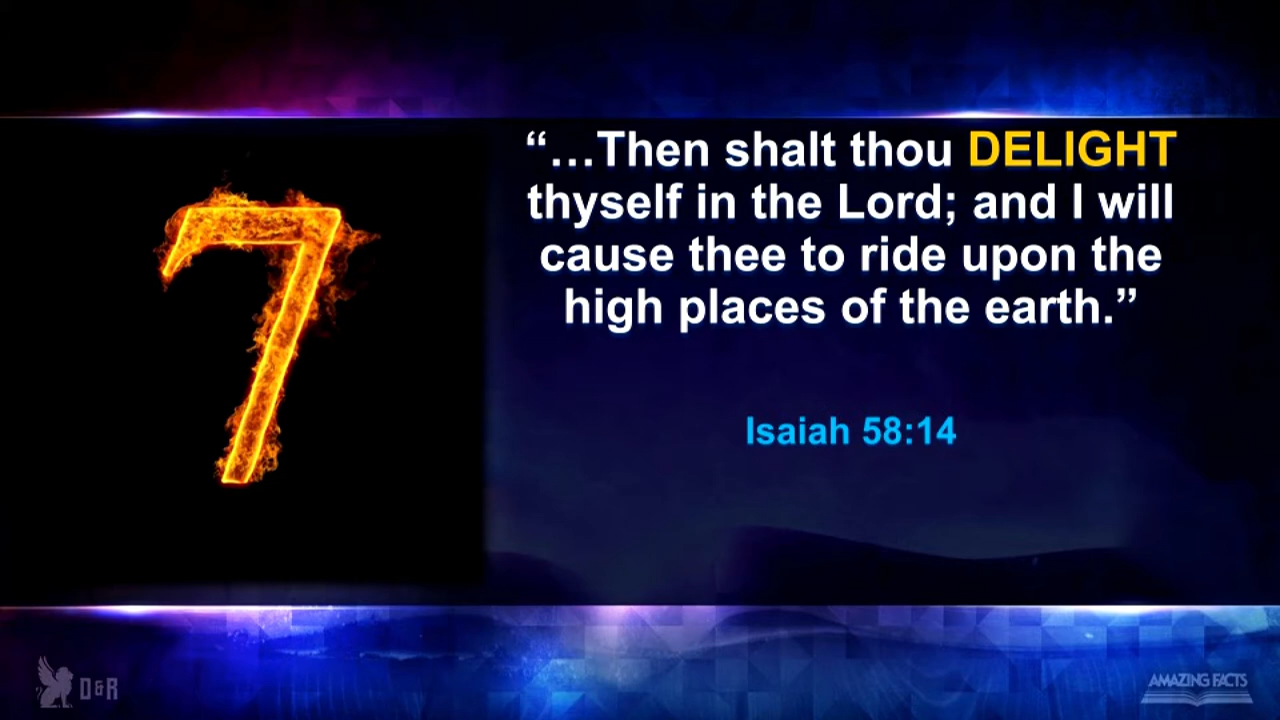 7
“…Then shalt thou DELIGHT
thyself in the Lord; and I will
cause thee to ride upon the
high places of the earth.”
Isaiah 58:14
D&R
AMAZING FACTS